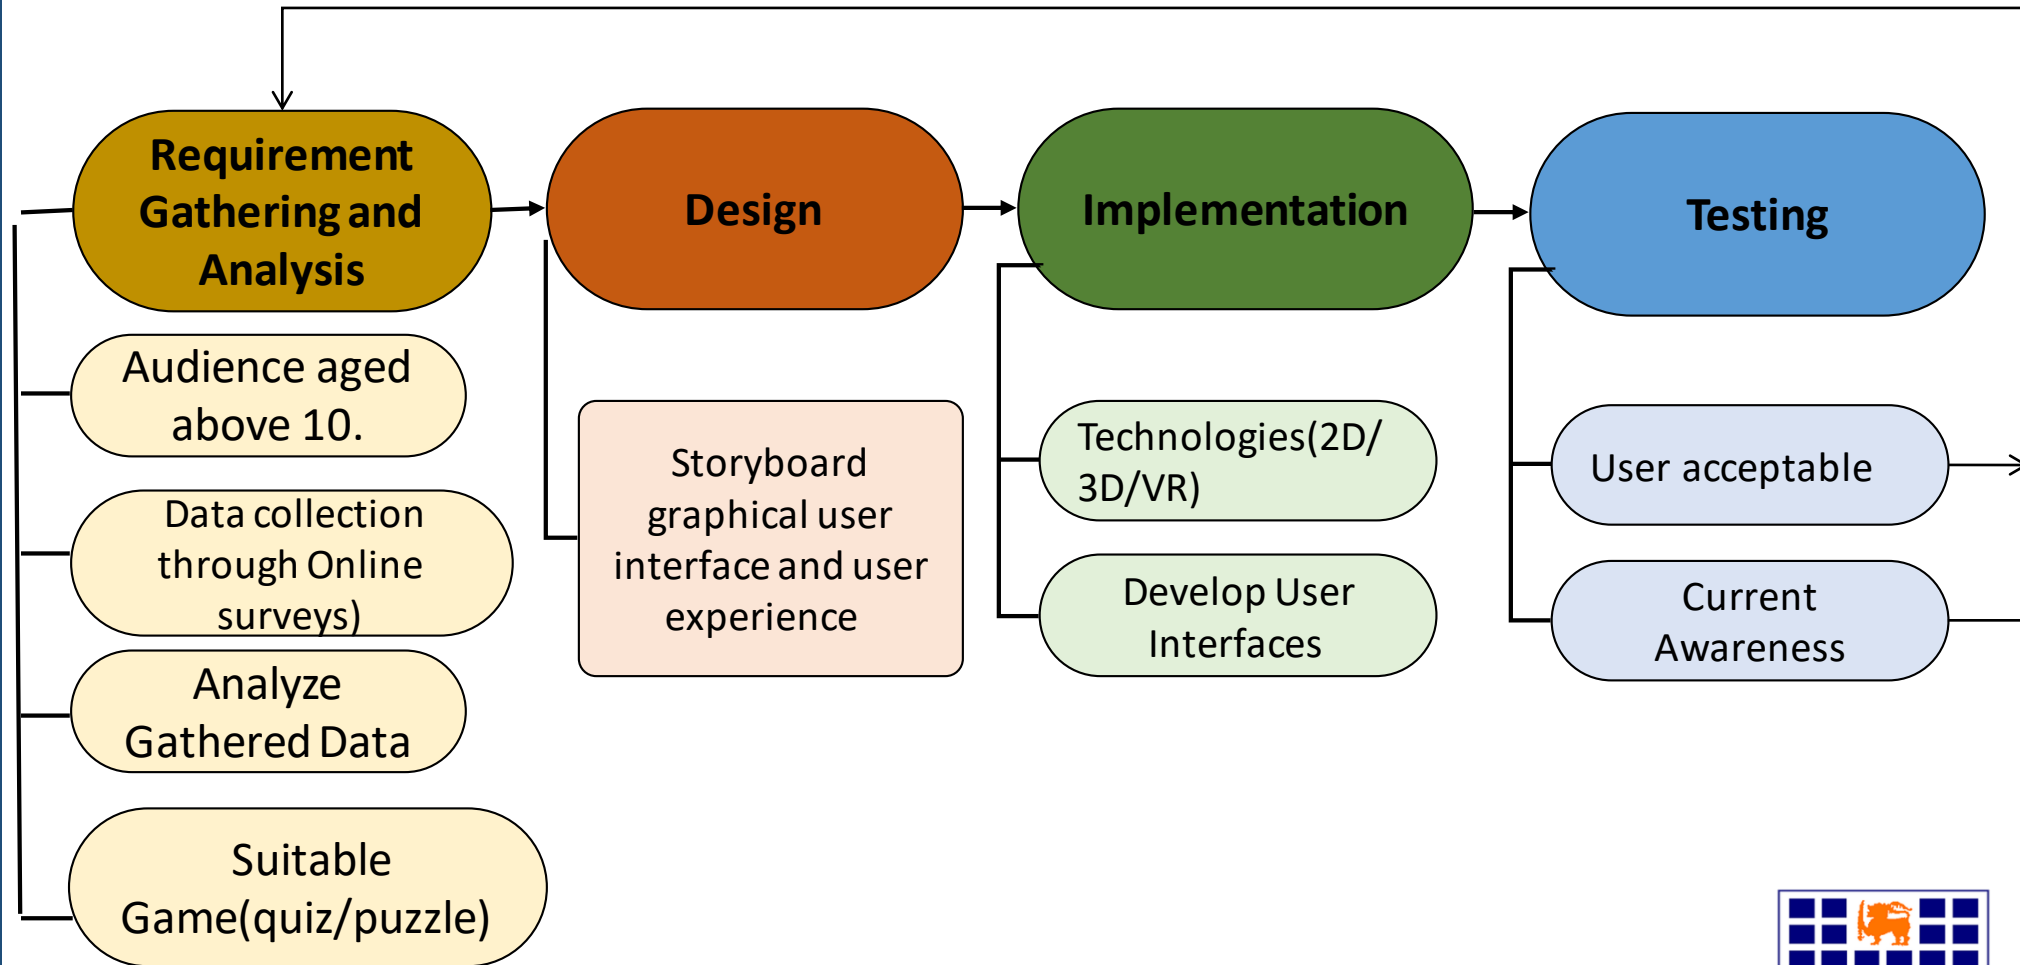 Requirement
Gathering and
Analysis
Design
Implementation
Testing
Audience aged
above 10.
Data collection
through Online
surveys)
Analyze
Gathered Data
Suitable
Game(quiz/puzzle)
Storyboard
graphical user
interface and user
experience
Technologies(2D/
3D/VR)
Develop User
Interfaces
User acceptable
Current
Awareness